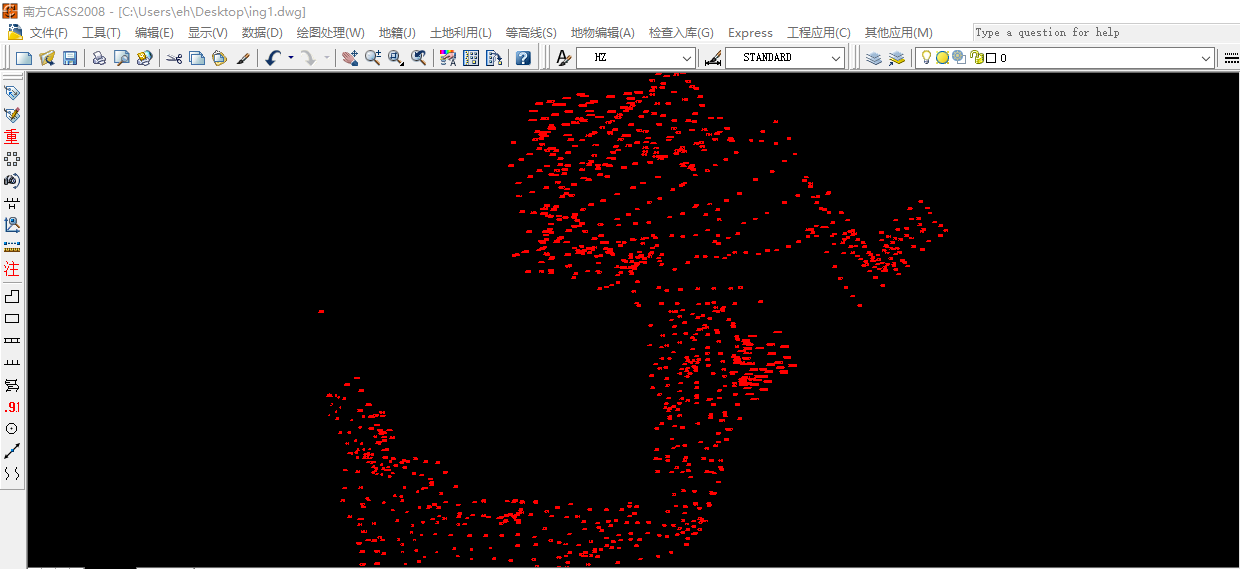 南方CASS2008 - [C:\Users\eh\Desktop\ing1.dwg]
文件(F) 工具(T) 编辑(E) 显示(V) 数据(D) 绘图处理(W) 地籍(J) 土地利用(L) 等高线(S) 地物编辑(A) 检查入库(G) Express 工程应用(C) 其他应用(M) Type a question for help
HZ STANDARD 0
重
注
.91